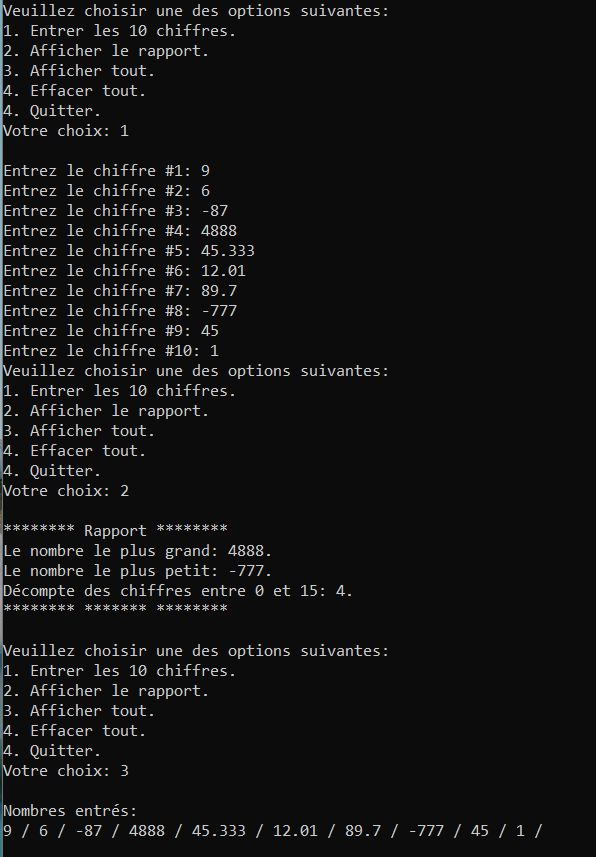 Veuillez choisir une des options suivantes:
1. Entrer les 10 chiffres.
2. Afficher le rapport.
3. Afficher tout.
4. Effacer tout.
4. Quitter.
Votre choix: 1
Entrez le chiffre #1: 9
Entrez le chiffre #2: 6
Entrez le chiffre #3: -87
Entrez le chiffre #4: 4888
Entrez le chiffre #5: 45.333
Entrez le chiffre #6: 12.01
Entrez le chiffre #7: 89.7
Entrez le chiffre #8: -777
Entrez le chiffre #9: 45
Entrez le chiffre #10: 1
Veuillez choisir une des options suivantes:
1. Entrer les 10 chiffres.
2. Afficher le rapport.
3. Afficher tout.
4. Effacer tout.
4. Quitter.
Votre choix: 2
******** Rapport ********
Le nombre le plus grand: 4888.
Le nombre le plus petit: -777.
Décompte des chiffres entre 0 et 15: 4.
******** ******* ********
Veuillez choisir une des options suivantes:
1. Entrer les 10 chiffres.
2. Afficher le rapport.
3. Afficher tout.
4. Effacer tout.
4. Quitter.
Votre choix: 3
Nombres entrés:
9 / 6 / -87 / 4888 / 45.333 / 12.01 / 89.7 / -777 / 45 / 1 /